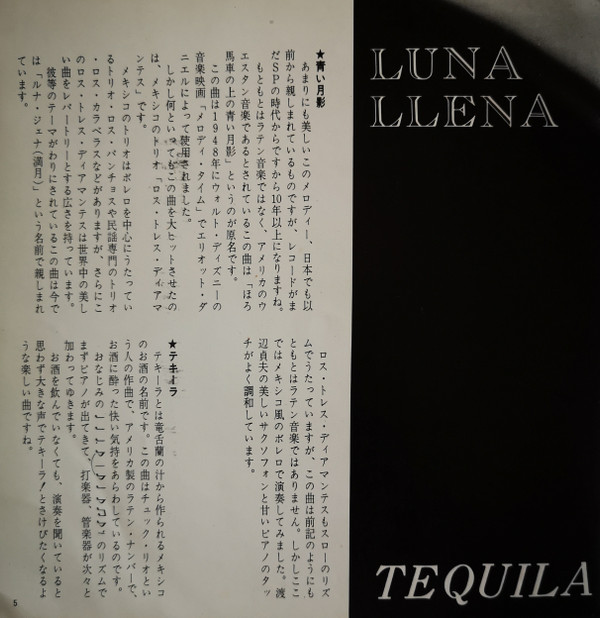 LUNA
LLENA
★青い月影
あまりにも美しいこのメロディー、日本でも以
前から親しまれているものですが、レコードがま
だSPの時代からですから10年以上になりますね。
もともとはラテン音楽ではなく、アメリカのウ
エスタン音楽であるとされているこの曲は「ほろ
馬車の上の青い月影」というのが原名です。
この曲は1948年にウォルト・ディズニーの
音楽映画「メロディ・タイム」でエリオット・ダ
ニエルによって使用されました。
しかし何といってもこの曲を大ヒットさせたの
は、メキシコのトリオ「ロス・トレス・ディアマ
ンテス」です。
メキシコのトリオはボレロを中心にうたってい
るトリオ・ロス・パンチョスや民謡専門のトリオ
・ロス・カラベラスなどがありますが、さらにこ
のロス・トレス・ディアマンテスは世界中の美し
い曲をレパートリーとする広さを持っています。
彼等のテーマがわりにされているこの曲は今で
は「ルナ・ジェナ(満月)」という名前で親しまれ
ています。
ロス・トレス・ディアマンテスもスローのリズ
ムでうたっていますが、この曲は前記のようにも
ともとはラテン音楽ではありません。しかしここ
ではメキシコ風のボレロで演奏してみました。渡
辺貞夫の美しいサクソフォンと甘いピアノのタッ
チがよく調和しています。
★テキイラ
テキーラとは竜舌蘭の汁から作られるメキシコ
のお酒の名前です。この曲はチェック・リオとい
う人の作曲で、アメリカ製のラテン・ナンバーで、
お酒に酔った快い気持をあらわしているのです。
おなじみの
のリズムで
まずピアノが出てきて、打楽器、管楽器が次々と
加わってゆきます。
お酒を飲んでいなくても、演奏を聞いていると
思わず大きな声でテキーラ!とさけびたくなるよ
うな楽しい曲ですね。
TEQUILA
5